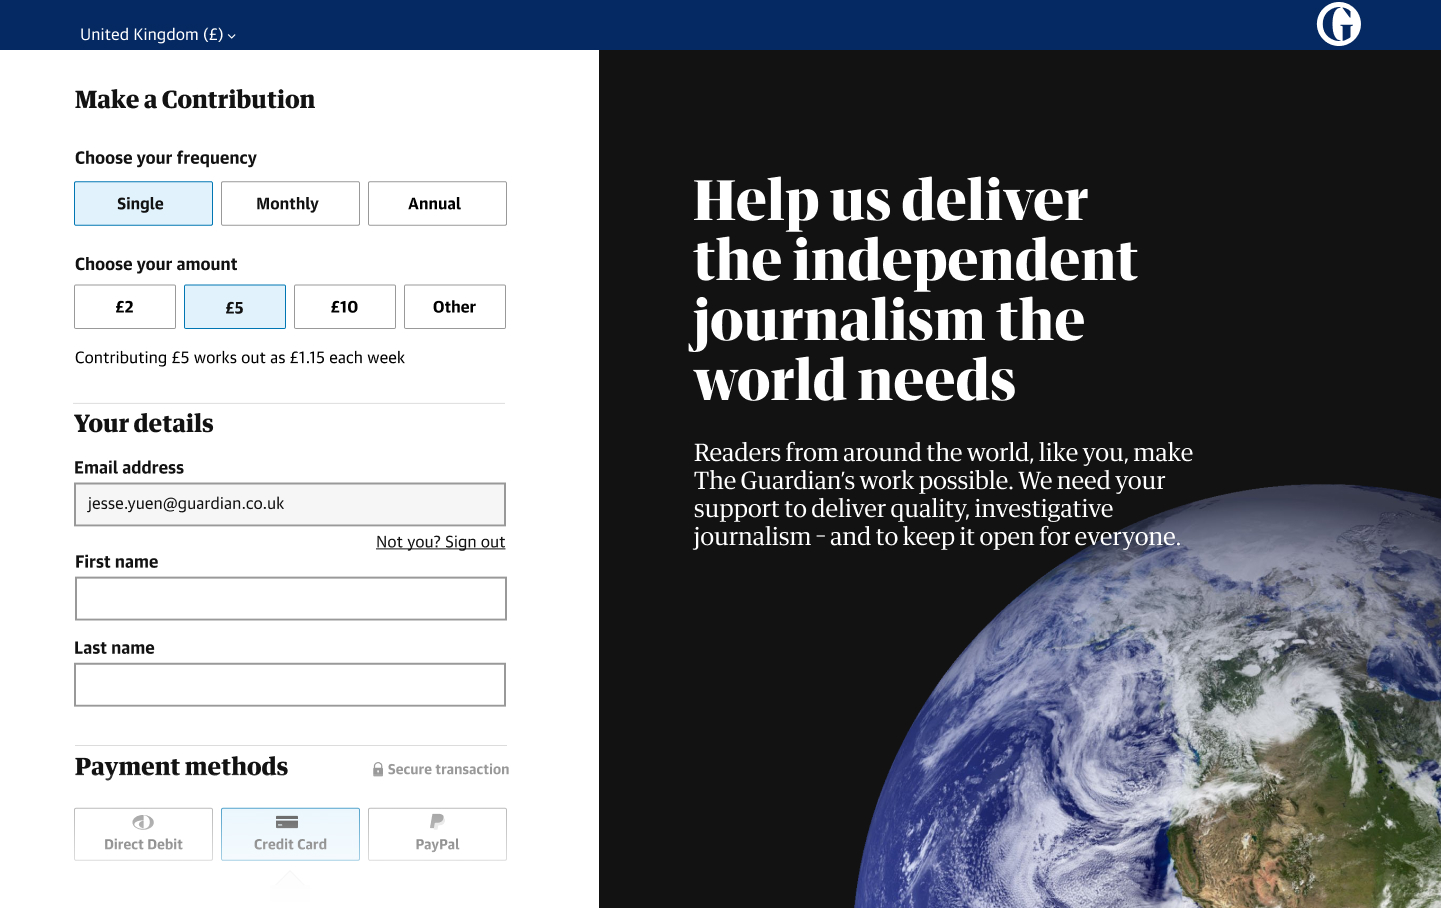 United Kingdom (£)
G
Make a Contribution
Choose your frequency
Single Monthly Annual
Choose your amount
£2 £5 £10 Other
Contributing £5 works out as £1.15 each week
Your details
Email address
jesse.yuen@guardian.co.uk
Not you? Sign out
First name
Last name
Payment methods Secure transaction
Direct Debit Credit Card PayPal
Help us deliver
the independent
journalism the
world needs
Readers from around the world, like you, make
The Guardian's work possible. We need your
support to deliver quality, investigative
journalism – and to keep it open for everyone.